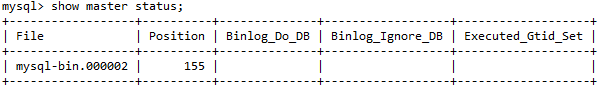 mysql> show master status;
+------------------+----------+--------------+------------------+-------------------+
| File             | Position | Binlog_Do_DB | Binlog_Ignore_DB | Executed_Gtid_Set |
+------------------+----------+--------------+------------------+-------------------+
| mysql-bin.000002 |      155 |              |                  |                   |
+------------------+----------+--------------+------------------+-------------------+